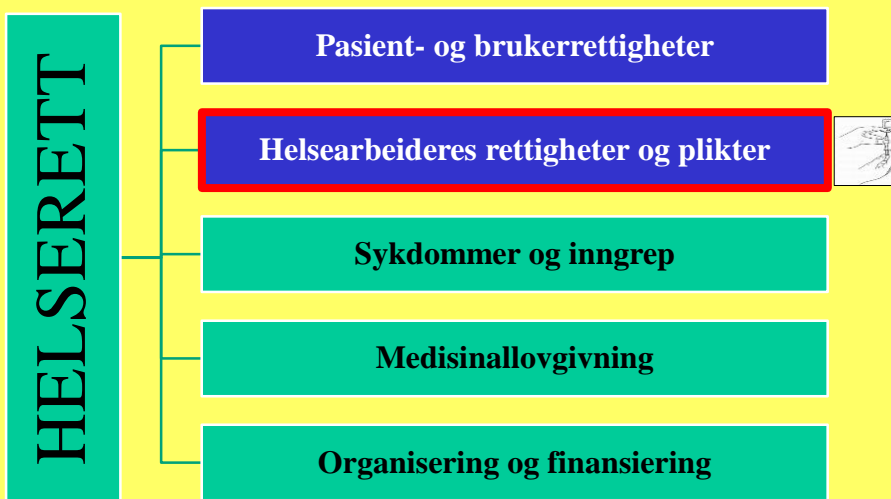 HELSERETT
Pasient- og brukerrettigheter
Helsearbeideres rettigheter og plikter
Sykdommer og inngrep
Medisinallovgivning
Organisering og finansiering